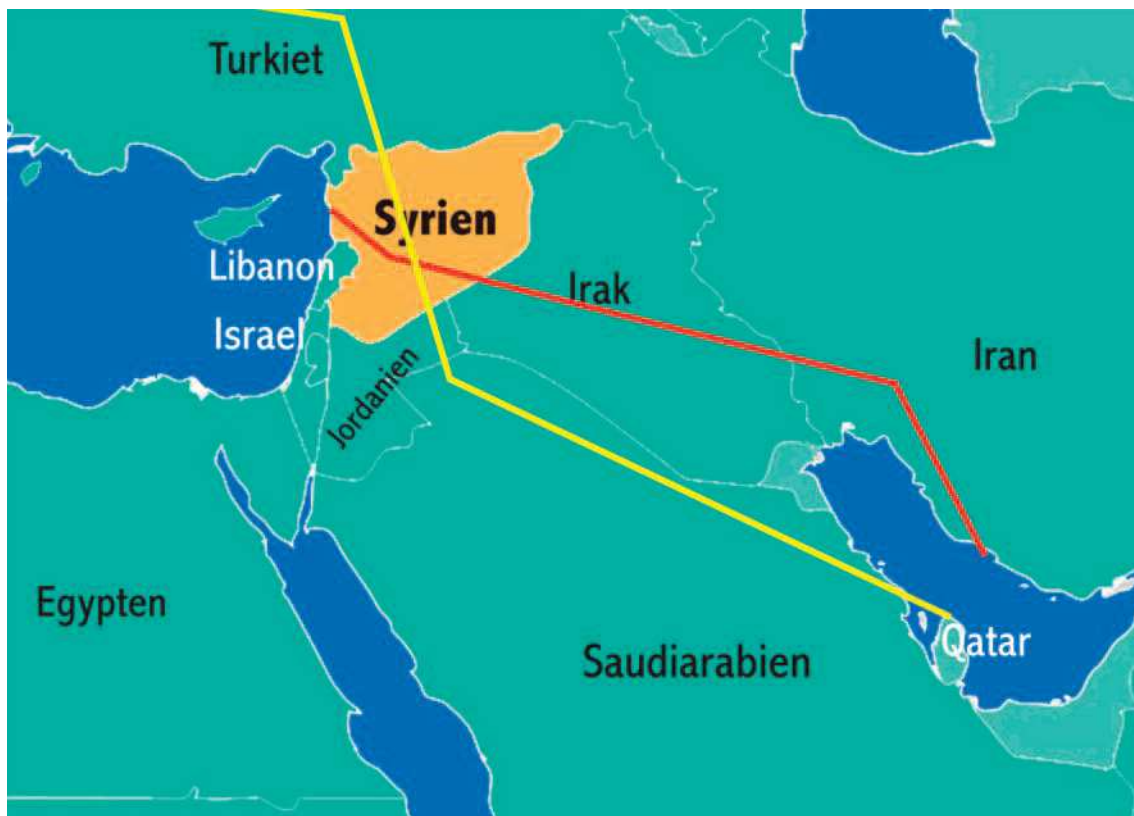 Turkiet
Syrien
Libanon
Irak
Israel
Iran
Jordanien
Egypten
Qatar
Saudiarabien